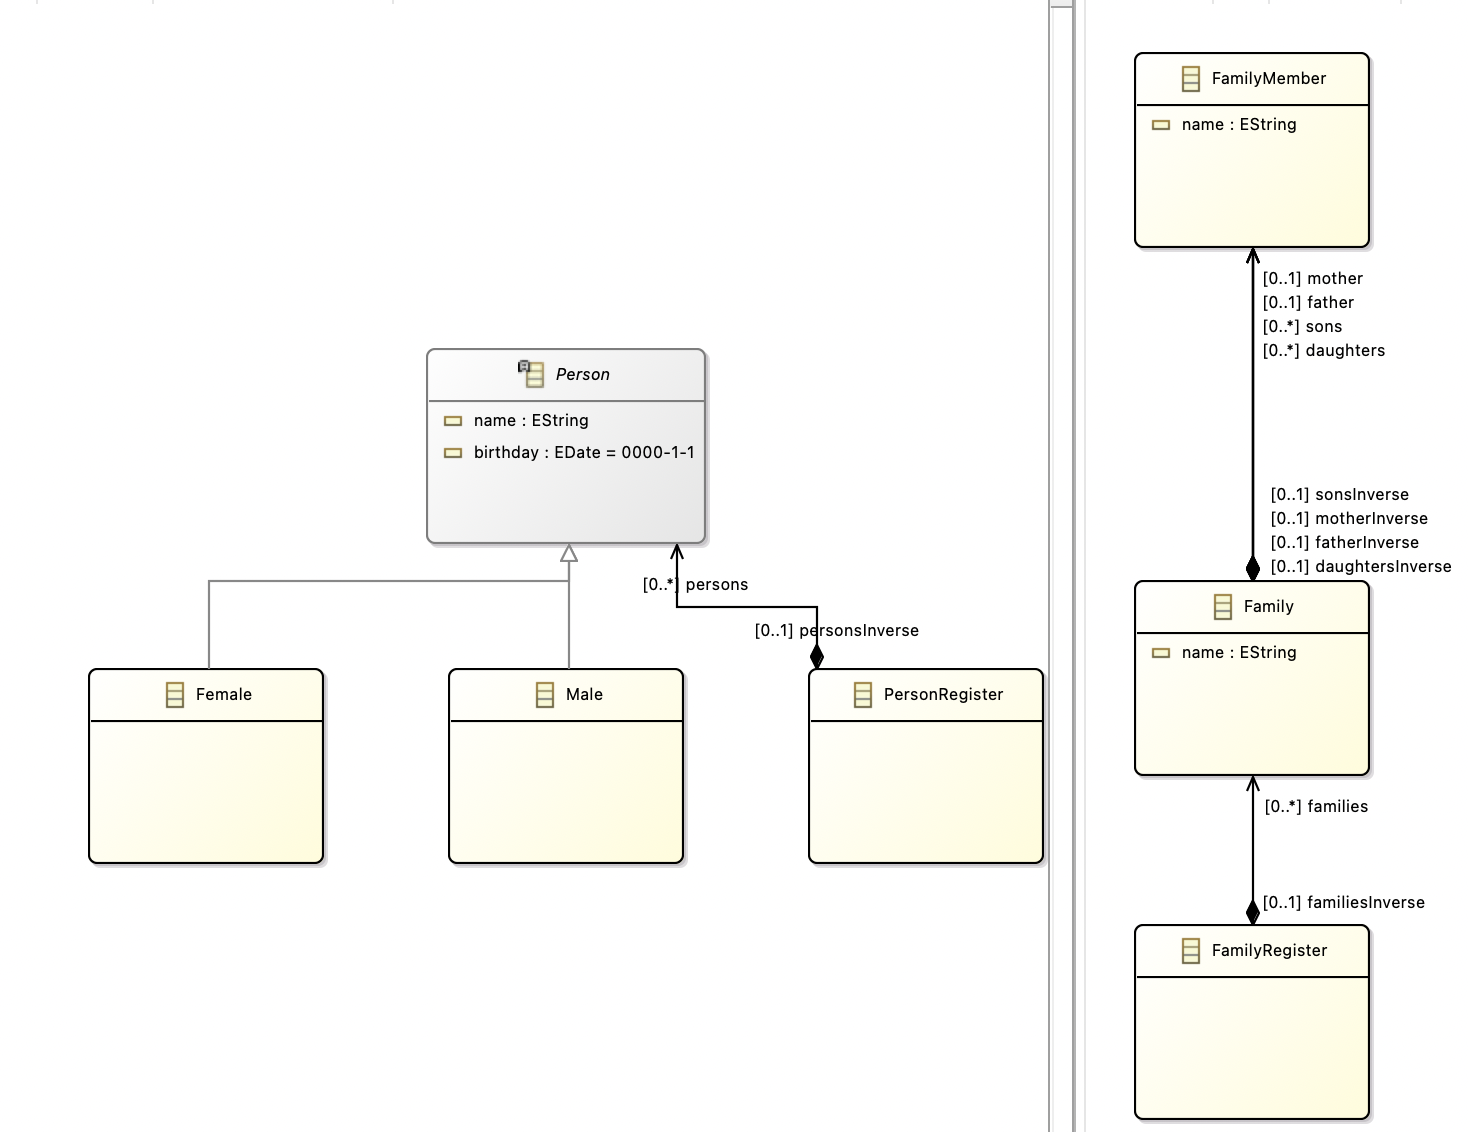 Person
name : EString
birthday : EDate = 0000-1-1
[0..*] persons
[0..1] personsInverse
Female
Male
PersonRegister
FamilyMember
name : EString
[0..1] mother
[0..1] father
[0..*] sons
[0..*] daughters
[0..1] sonsInverse
[0..1] motherInverse
[0..1] fatherInverse
[0..1] daughtersInverse
Family
name : EString
[0..*] families
[0..1] familiesInverse
FamilyRegister